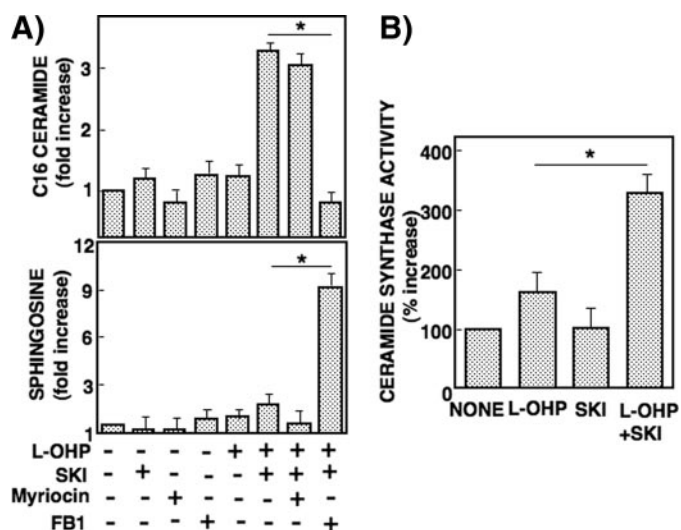 A)
C16 CERAMIDE
(fold increase)
3
2
1
*
SPHINGOSINE
(fold increase)
12
9
6
3
1
*
L-OHP - - - - + + + +
SKI - + - - - + + +
Myriocin - - + - - - + -
FB1 - - - + - - - +
B)
CERAMIDE SYNTHASE ACTIVITY
(% increase)
400
300
200
100
0
*
NONE L-OHP SKI L-OHP
+SKI